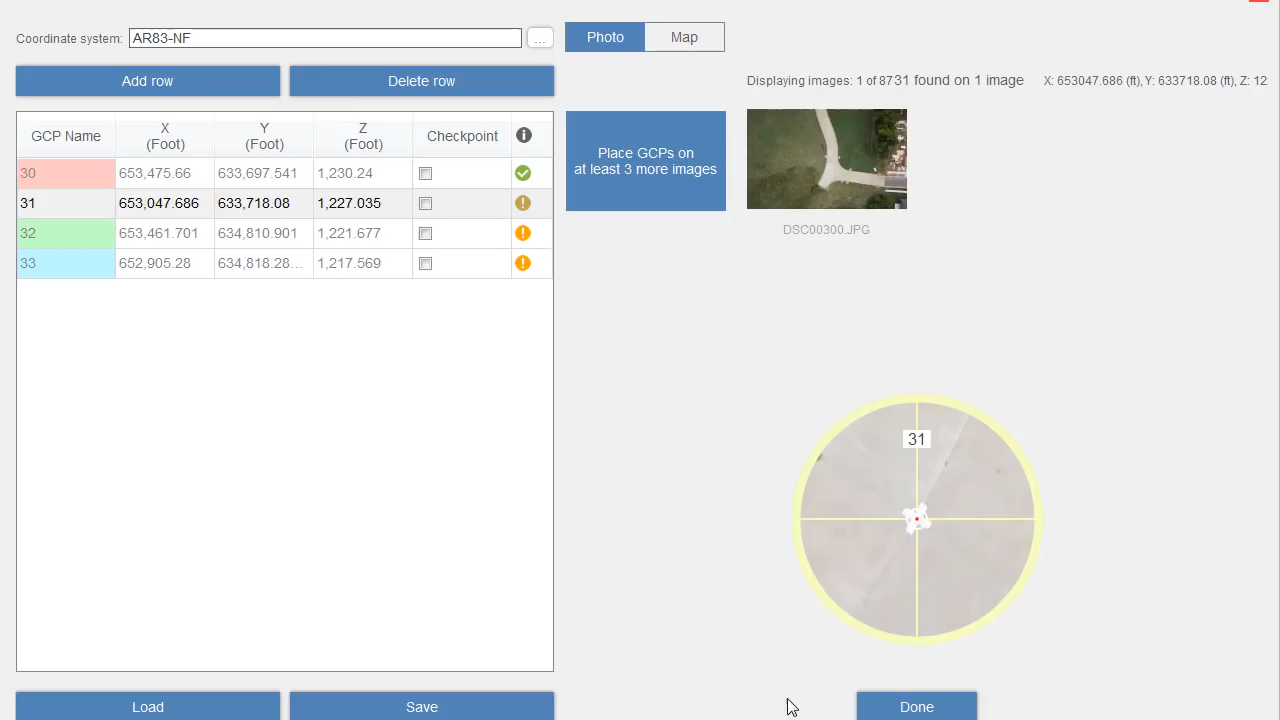 Coordinate system: AR83-NF ... Photo Map
Add row Delete row
Displaying images: 1 of 87 31 found on 1 image X: 653047.686 (ft), Y: 633718.08 (ft), Z: 12
GCP Name X (Foot) Y (Foot) Z (Foot) Checkpoint
30 653,475.66 633,697.541 1,230.24
31 653,047.686 633,718.08 1,227.035
32 653,461.701 634,810.901 1,221.677
33 652,905.28 634,818.28... 1,217.569
Place GCPs on
at least 3 more images
DSC00300.JPG
31
Load Save Done